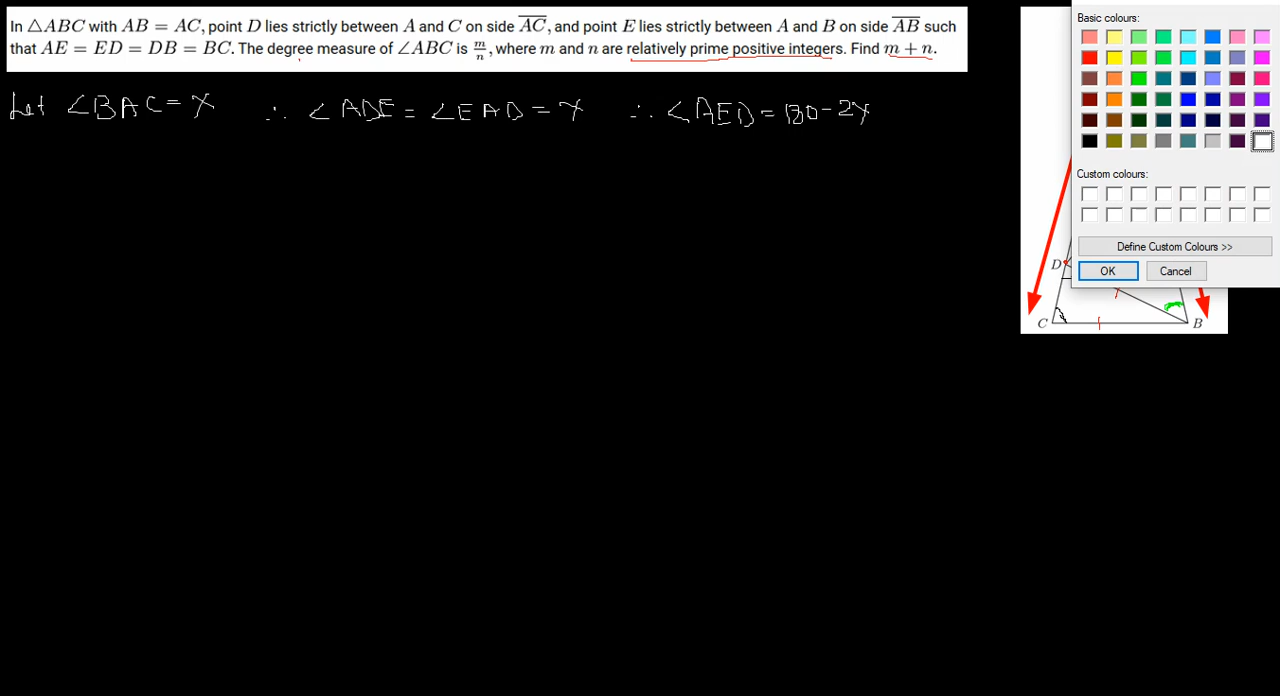 In △ABC with AB = AC, point D lies strictly between A and C on side \overline{AC}, and point E lies strictly between A and B on side \overline{AB} such
that AE = ED = DB = BC. The degree measure of ∠ABC is \frac{m}{n}, where m and n are relatively prime positive integers. Find m + n.
Let ∠BAC = X ∴ ∠ADE = ∠EAD = X ∴ ∠AED = 180 - 2X
Basic colours:
Custom colours:
Define Custom Colours >>
OK Cancel
D
C B